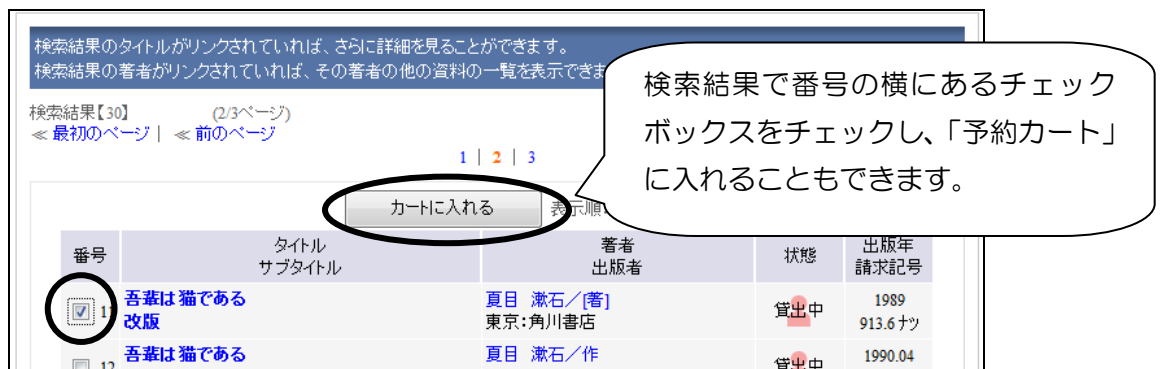 検索結果のタイトルがリンクされていれば、さらに詳細を見ることができます。
検索結果の著者がリンクされていれば、その著者の他の資料の一覧を表示できま
検索結果で番号の横にあるチェック
ボックスをチェックし、「予約カート」
に入れることもできます。
検索結果【30】 (2/3ページ)
≪ 最初のページ | ≪ 前のページ
1 | 2 | 3
カートに入れる 表示順:
番号 タイトル 著者 状態 出版年
サブタイトル 出版者 請求記号
11 吾輩は猫である 夏目 漱石／[著] 貸出中 1989
改版 東京:角川書店 913.6ナツ
12 吾輩は猫である 夏目 漱石／作 貸出中 1990.04